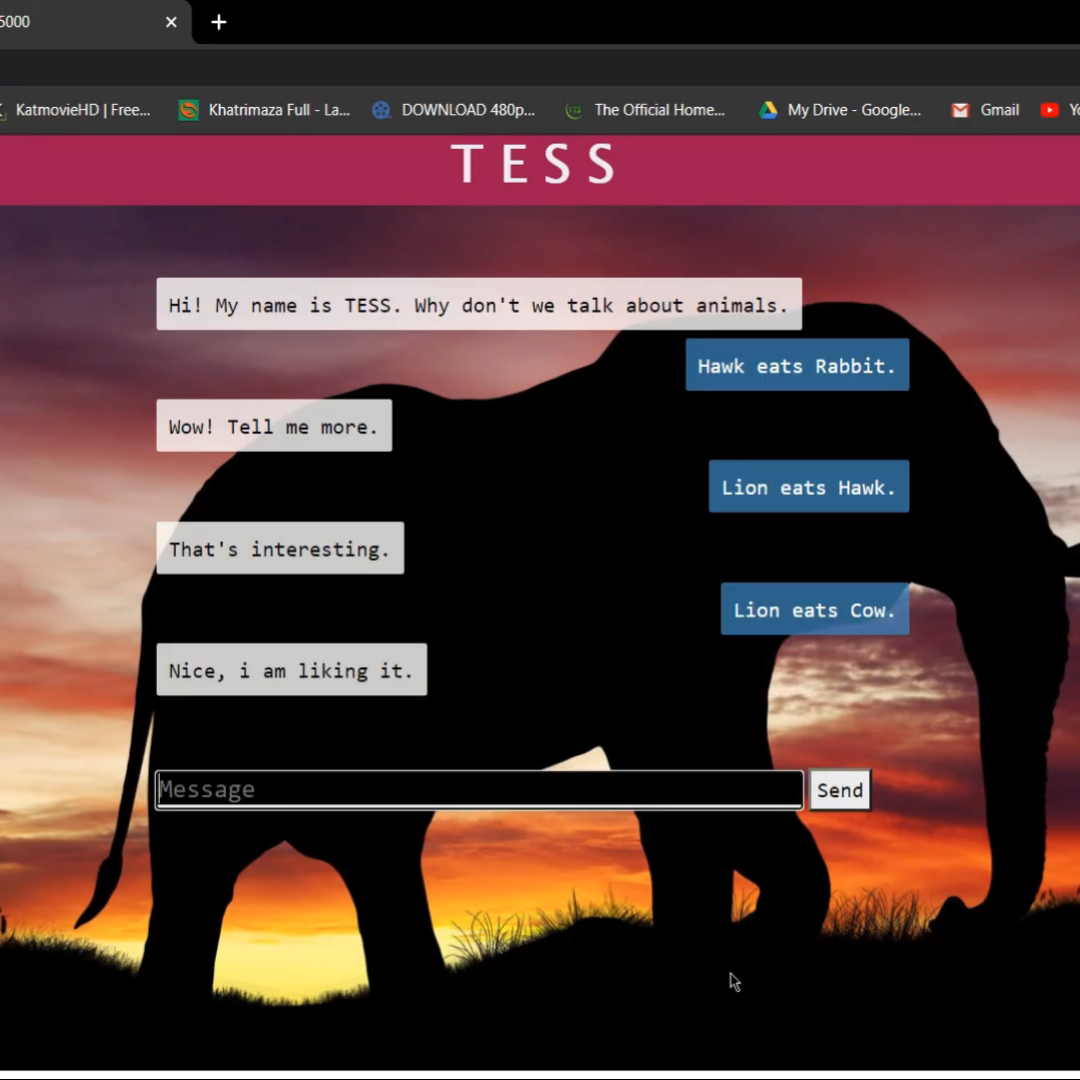 5000
KatmovieHD | Free...
Khatrimaza Full - La...
DOWNLOAD 480p...
The Official Home...
My Drive - Google...
Gmail
TESS
Hi! My name is TESS. Why don't we talk about animals.
Hawk eats Rabbit.
Wow! Tell me more.
Lion eats Hawk.
That's interesting.
Lion eats Cow.
Nice, i am liking it.
Message
Send